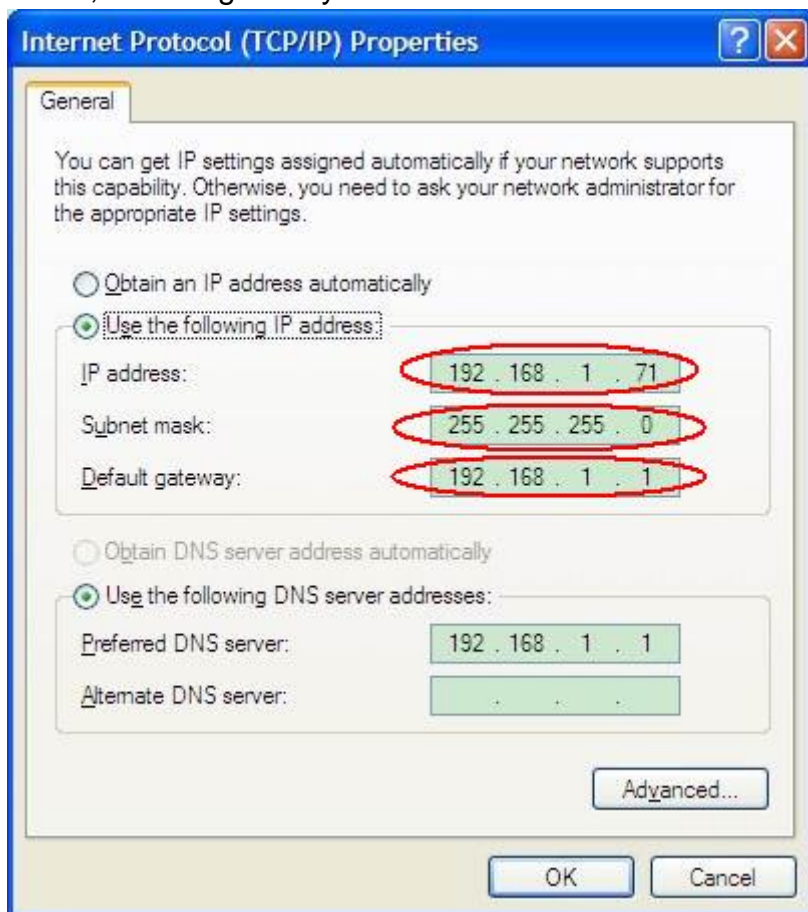 Internet Protocol (TCP/IP) Properties
General
You can get IP settings assigned automatically if your network supports
this capability. Otherwise, you need to ask your network administrator for
the appropriate IP settings.
Obtain an IP address automatically
Use the following IP address:
IP address: 192 . 168 . 1 . 71
Subnet mask: 255 . 255 . 255 . 0
Default gateway: 192 . 168 . 1 . 1
Obtain DNS server address automatically
Use the following DNS server addresses:
Preferred DNS server: 192 . 168 . 1 . 1
Alternate DNS server: . . .
Advanced...
OK Cancel